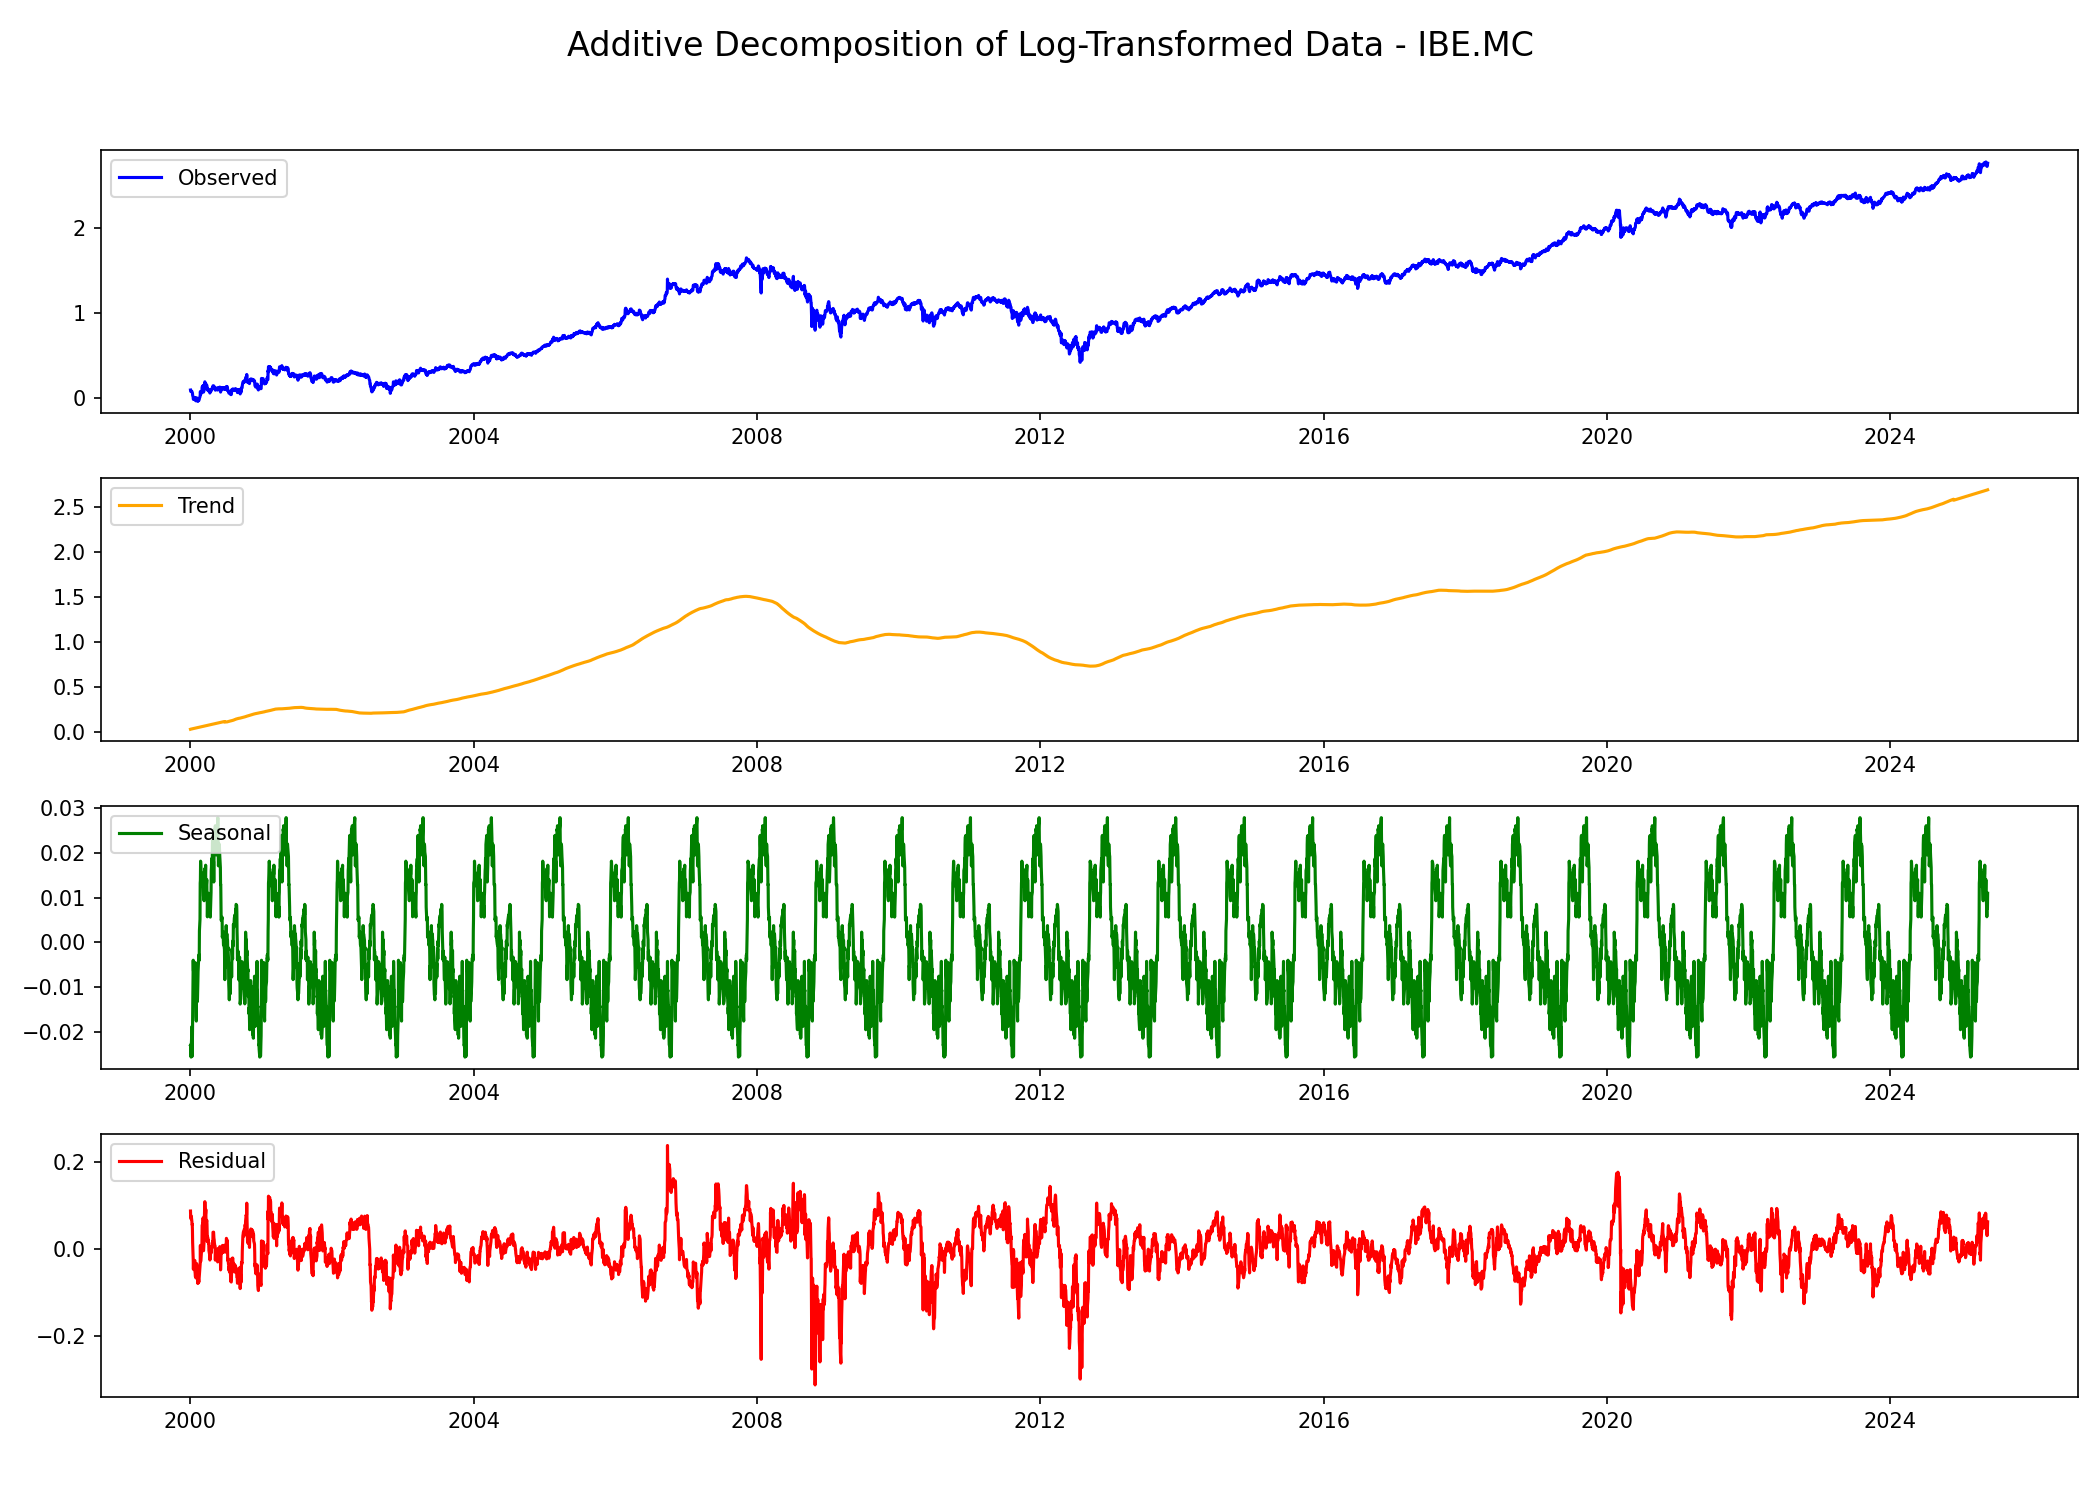 Additive Decomposition of Log-Transformed Data - IBE.MC
Observed
2
1
0
2000 2004 2008 2012 2016 2020 2024
Trend
2.5
2.0
1.5
1.0
0.5
0.0
2000 2004 2008 2012 2016 2020 2024
0.03
Seasonal
0.02
0.01
0.00
−0.01
−0.02
2000 2004 2008 2012 2016 2020 2024
Residual
0.2
0.0
−0.2
2000 2004 2008 2012 2016 2020 2024